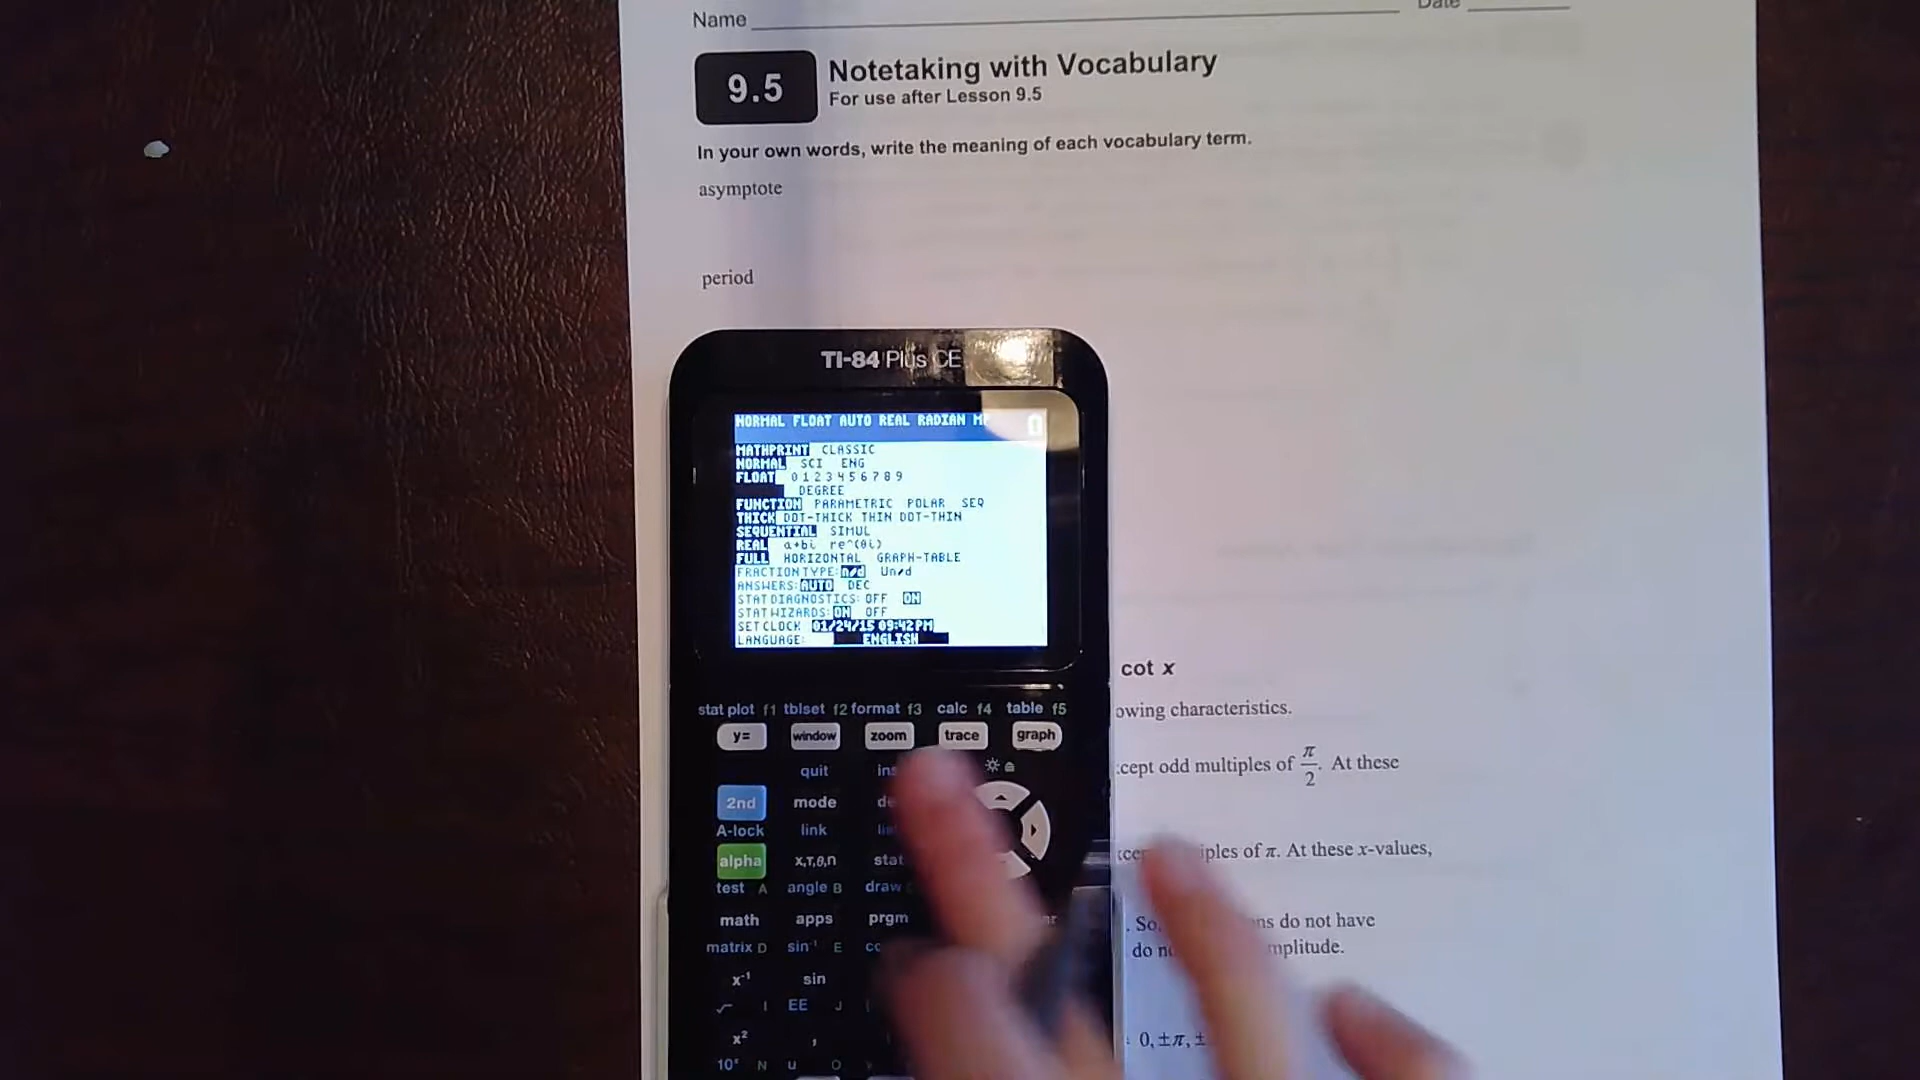 Name
Date
9.5
Notetaking with Vocabulary
For use after Lesson 9.5
In your own words, write the meaning of each vocabulary term.
asymptote
period
TI-84 Plus CE
NORMAL FLOAT AUTO REAL RADIAN MP
MATHPRINT CLASSIC
NORMAL SCI ENG
FLOAT 0 1 2 3 4 5 6 7 8 9
DEGREE
FUNCTION PARAMETRIC POLAR SEQ
THICK DOT-THICK THIN DOT-THIN
SEQUENTIAL SIMUL
REAL a+bi re^(θi)
FULL HORIZONTAL GRAPH-TABLE
FRACTION TYPE: n/d Un/d
ANSWERS: AUTO DEC
STAT DIAGNOSTICS: OFF ON
STAT WIZARDS: ON OFF
SET CLOCK 01/24/15 09:42PM
LANGUAGE: ENGLISH
cot x
owing characteristics.
cept odd multiples of π/2. At these
iples of π. At these x-values,
. So, ns do not have
do mplitude.
0, ±π, ±
stat plot f1 tblset f2 format f3 calc f4 table f5
y= window zoom trace graph
quit ins
2nd mode de
A-lock link lis
alpha x,T,θ,n stat
test A angle B draw
math apps prgm
matrix D sin⁻¹ E co
x⁻¹ sin
√ I EE J
x² ,
10ˣ N u O